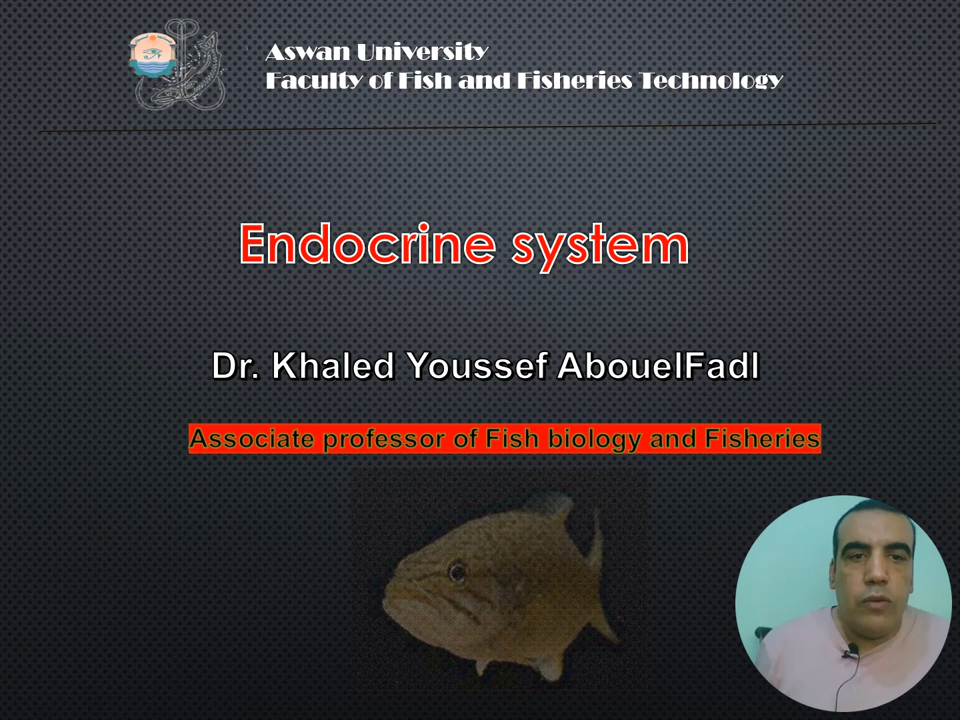 Aswan University
Faculty of Fish and Fisheries Technology
Endocrine system
Dr. Khaled Youssef AbouelFadl
Associate professor of Fish biology and Fisheries